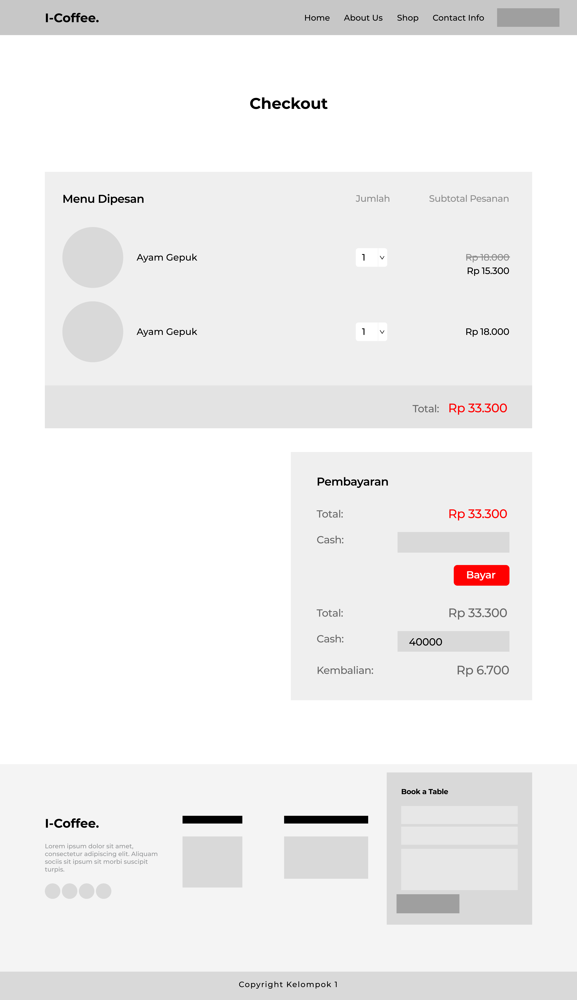 I-Coffee.
Home About Us Shop Contact Info
Checkout
Menu Dipesan Jumlah Subtotal Pesanan
Ayam Gepuk 1 Rp 18.000
Rp 15.300
Ayam Gepuk 1 Rp 18.000
Total: Rp 33.300
Pembayaran
Total: Rp 33.300
Cash:
Bayar
Total: Rp 33.300
Cash: 40000
Kembalian: Rp 6.700
I-Coffee.
Lorem ipsum dolor sit amet,
consectetur adipiscing elit. Aliquam
sociis sit ipsum sit morbi suscipit
turpis.
Book a Table
Copyright Kelompok 1